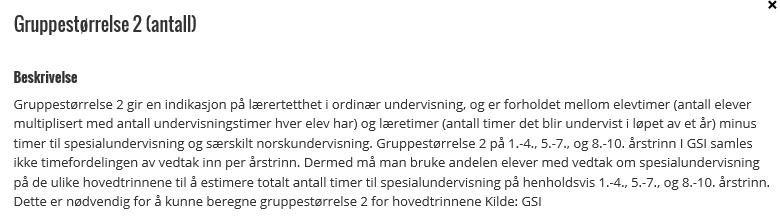 Gruppestørrelse 2 (antall)
Beskrivelse
Gruppestørrelse 2 gir en indikasjon på lærertetthet i ordinær undervisning, og er forholdet mellom elevtimer (antall elever
multiplisert med antall undervisningstimer hver elev har) og læretimer (antall timer det blir undervist i løpet av et år) minus
timer til spesialundervisning og særskilt norskundervisning. Gruppestørrelse 2 på 1.-4., 5.-7., og 8.-10. årstrinn I GSI samles
ikke timefordelingen av vedtak inn per årstrinn. Dermed må man bruke andelen elever med vedtak om spesialundervisning
på de ulike hovedtrinnene til å estimere totalt antall timer til spesialundervisning på henholdsvis 1.-4., 5.-7., og 8.-10. årstrinn.
Dette er nødvendig for å kunne beregne gruppestørrelse 2 for hovedtrinnene Kilde: GSI